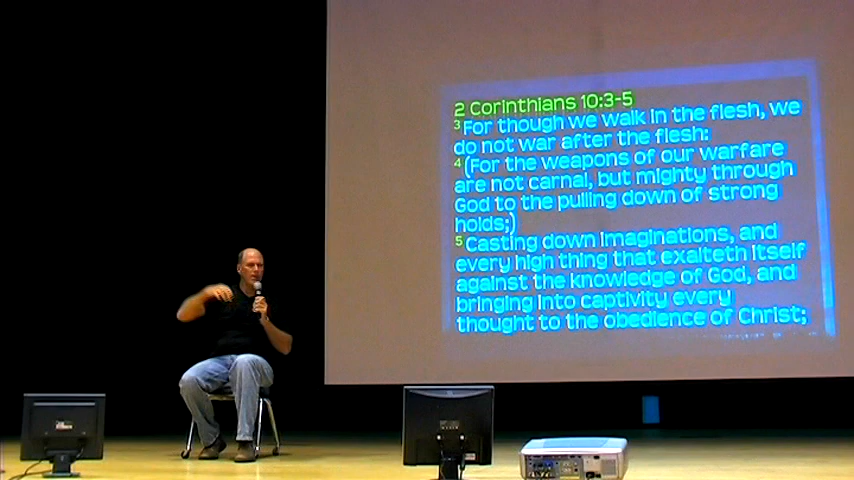 2 Corinthians 10:3-5
3 For though we walk in the flesh, we
do not war after the flesh:
4 (For the weapons of our warfare
are not carnal, but mighty through
God to the pulling down of strong
holds;)
5 Casting down imaginations, and
every high thing that exalteth itself
against the knowledge of God, and
bringing into captivity every
thought to the obedience of Christ;